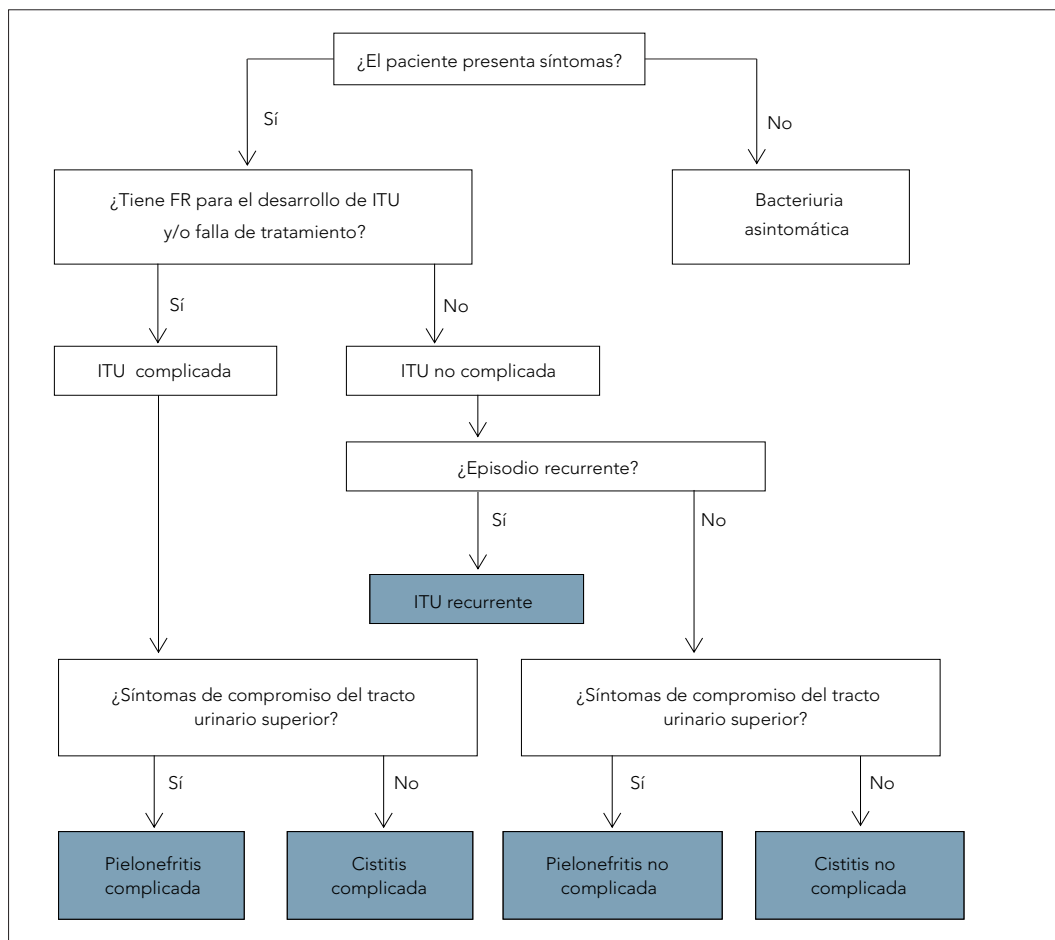 ¿El paciente presenta síntomas?
Sí
No
¿Tiene FR para el desarrollo de ITU
y/o falla de tratamiento?
Bacteriuria
asintomática
Sí
No
ITU complicada
ITU no complicada
¿Episodio recurrente?
Sí
No
ITU recurrente
¿Síntomas de compromiso del tracto
urinario superior?
¿Síntomas de compromiso del tracto
urinario superior?
Sí
No
Sí
No
Pielonefritis
complicada
Cistitis
complicada
Pielonefritis no
complicada
Cistitis no
complicada